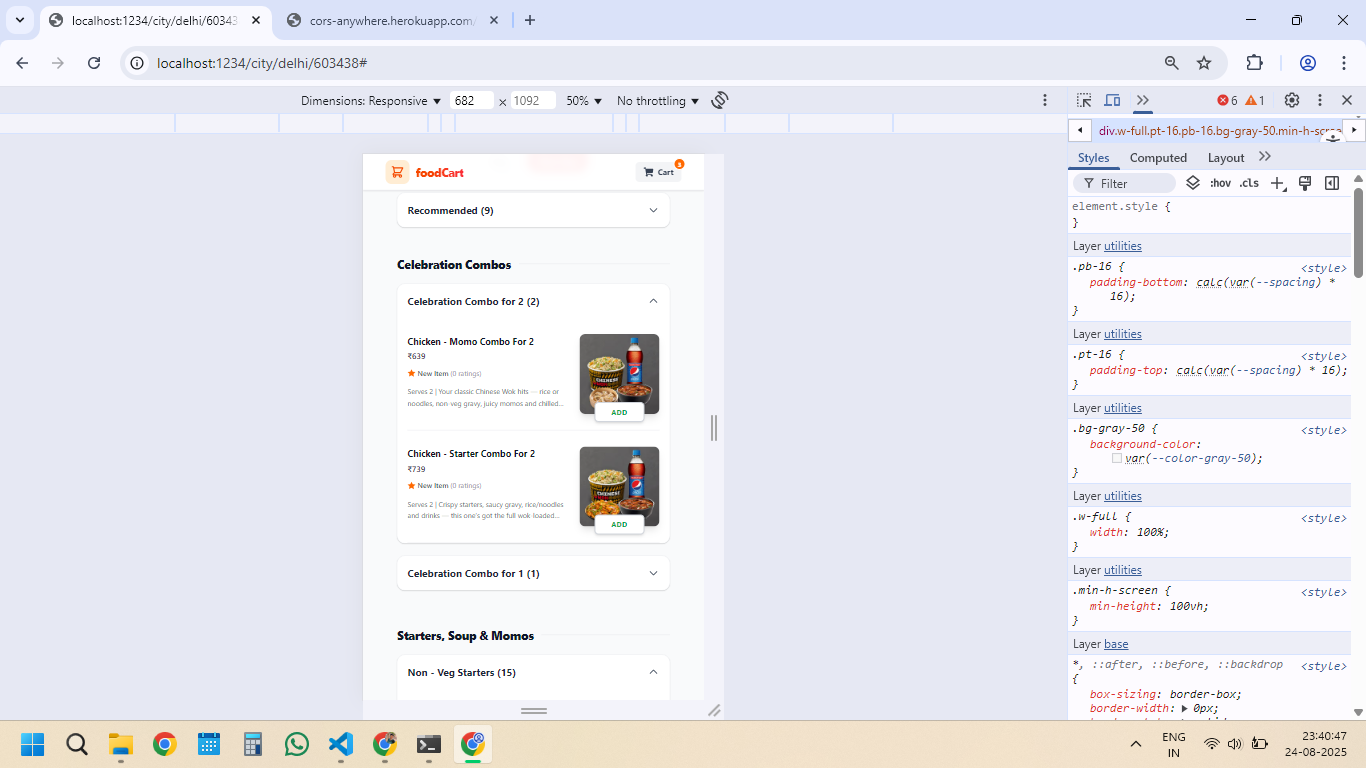 localhost:1234/city/delhi/60343
cors-anywhere.herokuapp.com/
localhost:1234/city/delhi/603438#
Dimensions: Responsive 682 × 1092 50% No throttling
6 1
div.w-full.pt-16.pb-16.bg-gray-50.min-h-scre
Styles Computed Layout
Filter :hov .cls
element.style {
}
Layer utilities
.pb-16 { <style>
padding-bottom: calc(var(--spacing) *
16);
}
Layer utilities
.pt-16 { <style>
padding-top: calc(var(--spacing) * 16);
}
Layer utilities
.bg-gray-50 { <style>
background-color:
var(--color-gray-50);
}
Layer utilities
.w-full { <style>
width: 100%;
}
Layer utilities
.min-h-screen { <style>
min-height: 100vh;
}
Layer base
*, ::after, ::before, ::backdrop <style>
{
box-sizing: border-box;
border-width: 0px;
foodCart
Cart
Recommended (9)
Celebration Combos
Celebration Combo for 2 (2)
Chicken - Momo Combo For 2
₹639
New Item (0 ratings)
Serves 2 | Your classic Chinese Wok hits — rice or
noodles, non-veg gravy, juicy momos and chilled...
ADD
Chicken - Starter Combo For 2
₹739
New Item (0 ratings)
Serves 2 | Crispy starters, saucy gravy, rice/noodles
and drinks — this one's got the full wok-loaded...
ADD
Celebration Combo for 1 (1)
Starters, Soup & Momos
Non - Veg Starters (15)
ENG
IN
23:40:47
24-08-2025